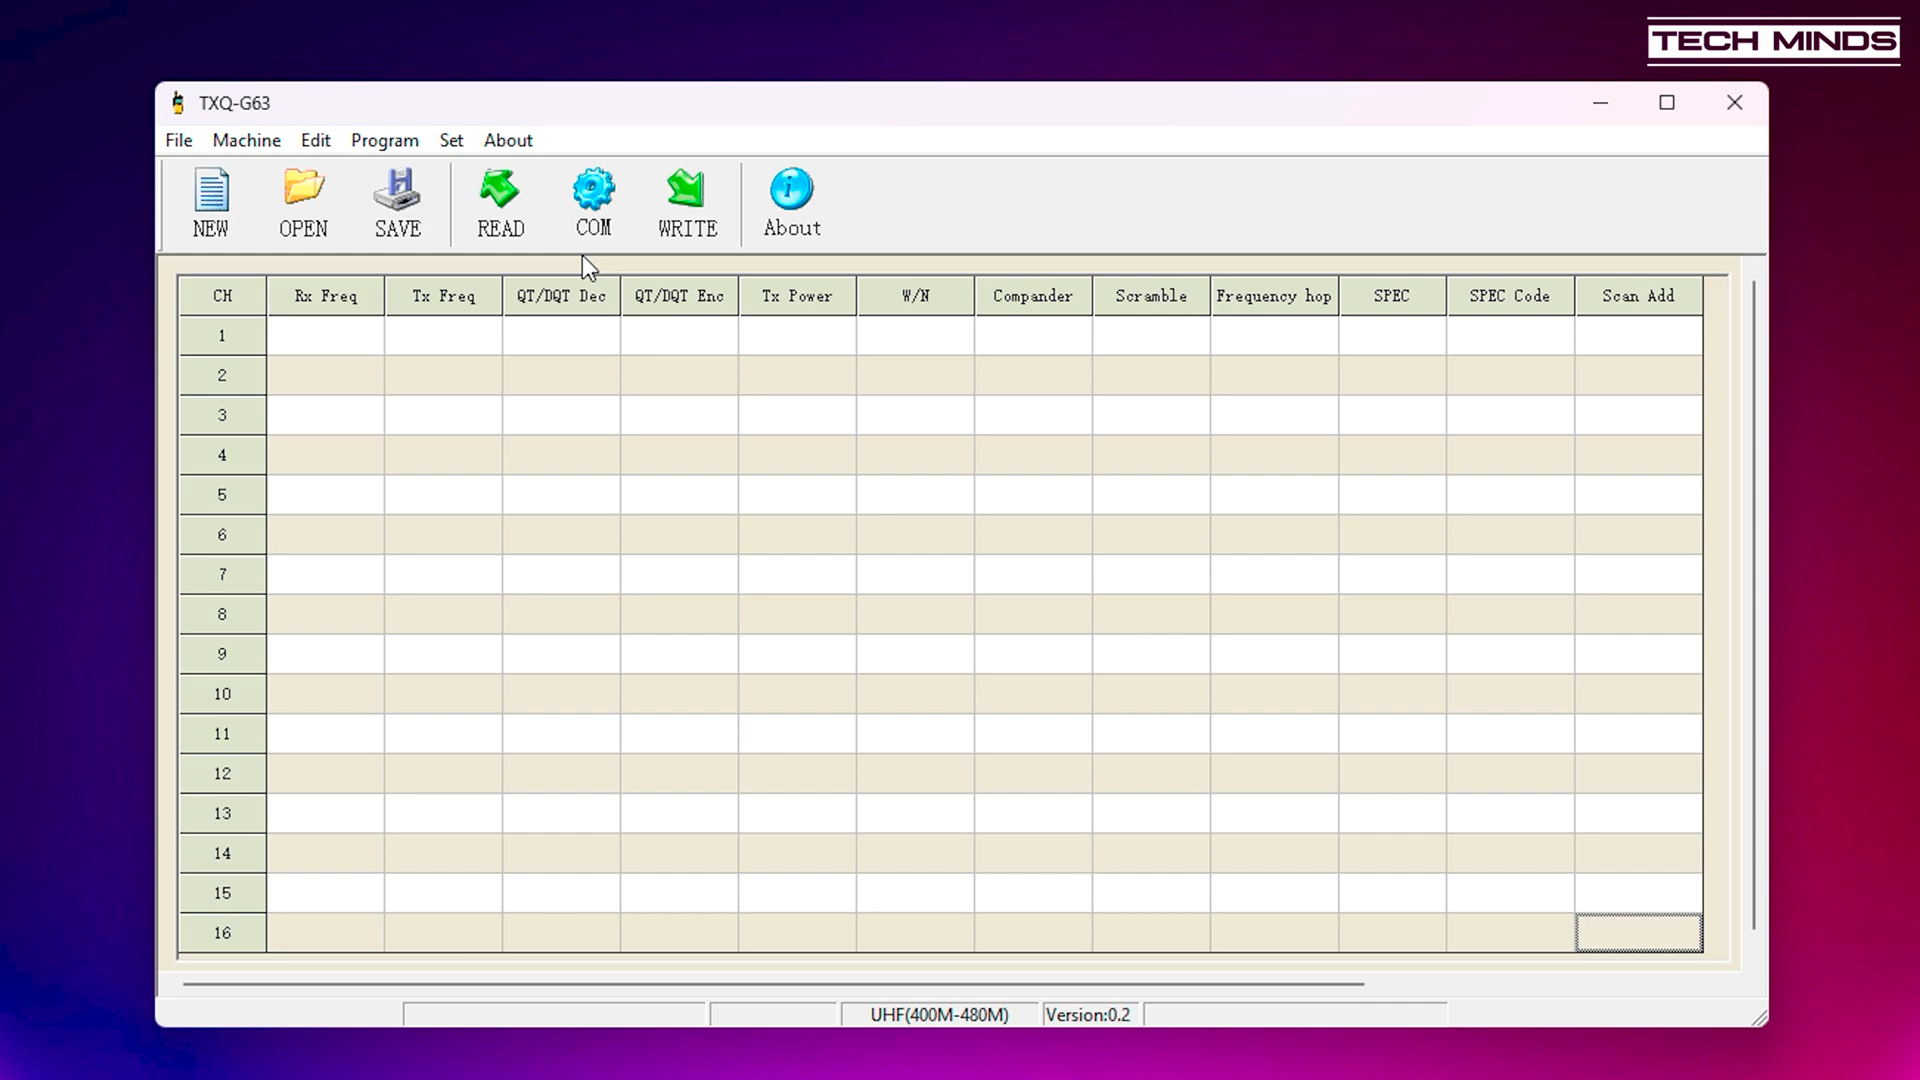 TECH MINDS
TXQ-G63
File Machine Edit Program Set About
NEW OPEN SAVE READ COM WRITE About
CH Rx Freq Tx Freq QT/DQT Dec QT/DQT Enc Tx Power W/N Compander Scramble Frequency hop SPEC SPEC Code Scan Add
1
2
3
4
5
6
7
8
9
10
11
12
13
14
15
16
UHF(400M-480M) Version:0.2